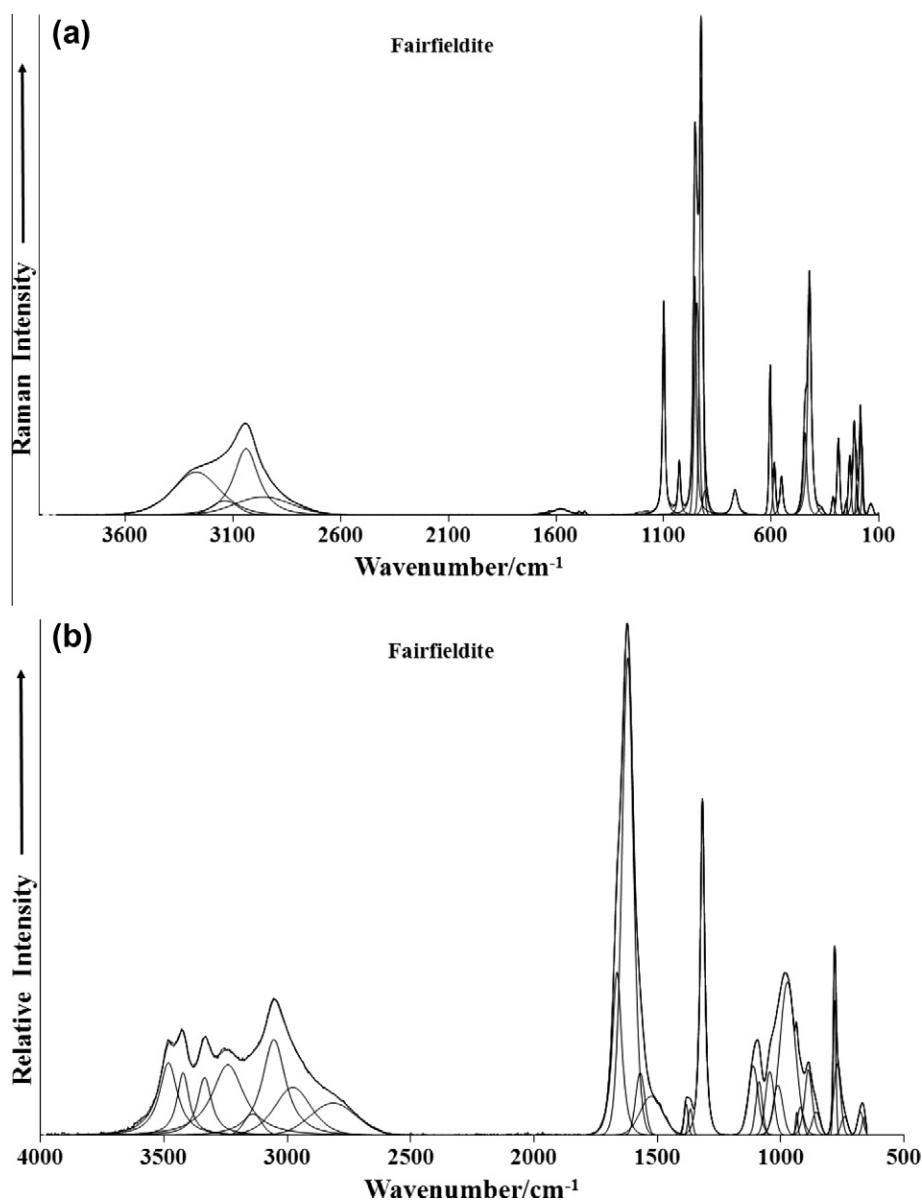 (a)
Fairfieldite
Raman Intensity
3600 3100 2600 2100 1600 1100 600 100
Wavenumber/cm⁻¹
(b)
Fairfieldite
Relative Intensity
4000 3500 3000 2500 2000 1500 1000 500
Wavenumber/cm⁻¹